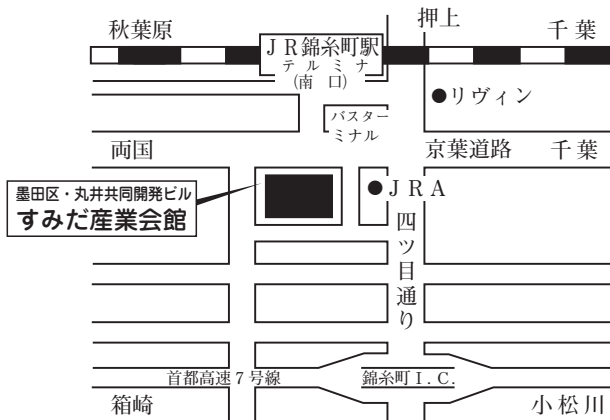 押上
秋葉原
千葉
ＪＲ錦糸町駅
テルミナ
(南口)
リヴィン
バスター
ミナル
両国
京葉道路
千葉
墨田区・丸井共同開発ビル
すみだ産業会館
ＪＲＡ
四ツ目通り
首都高速７号線
錦糸町Ｉ.Ｃ.
箱崎
小松川